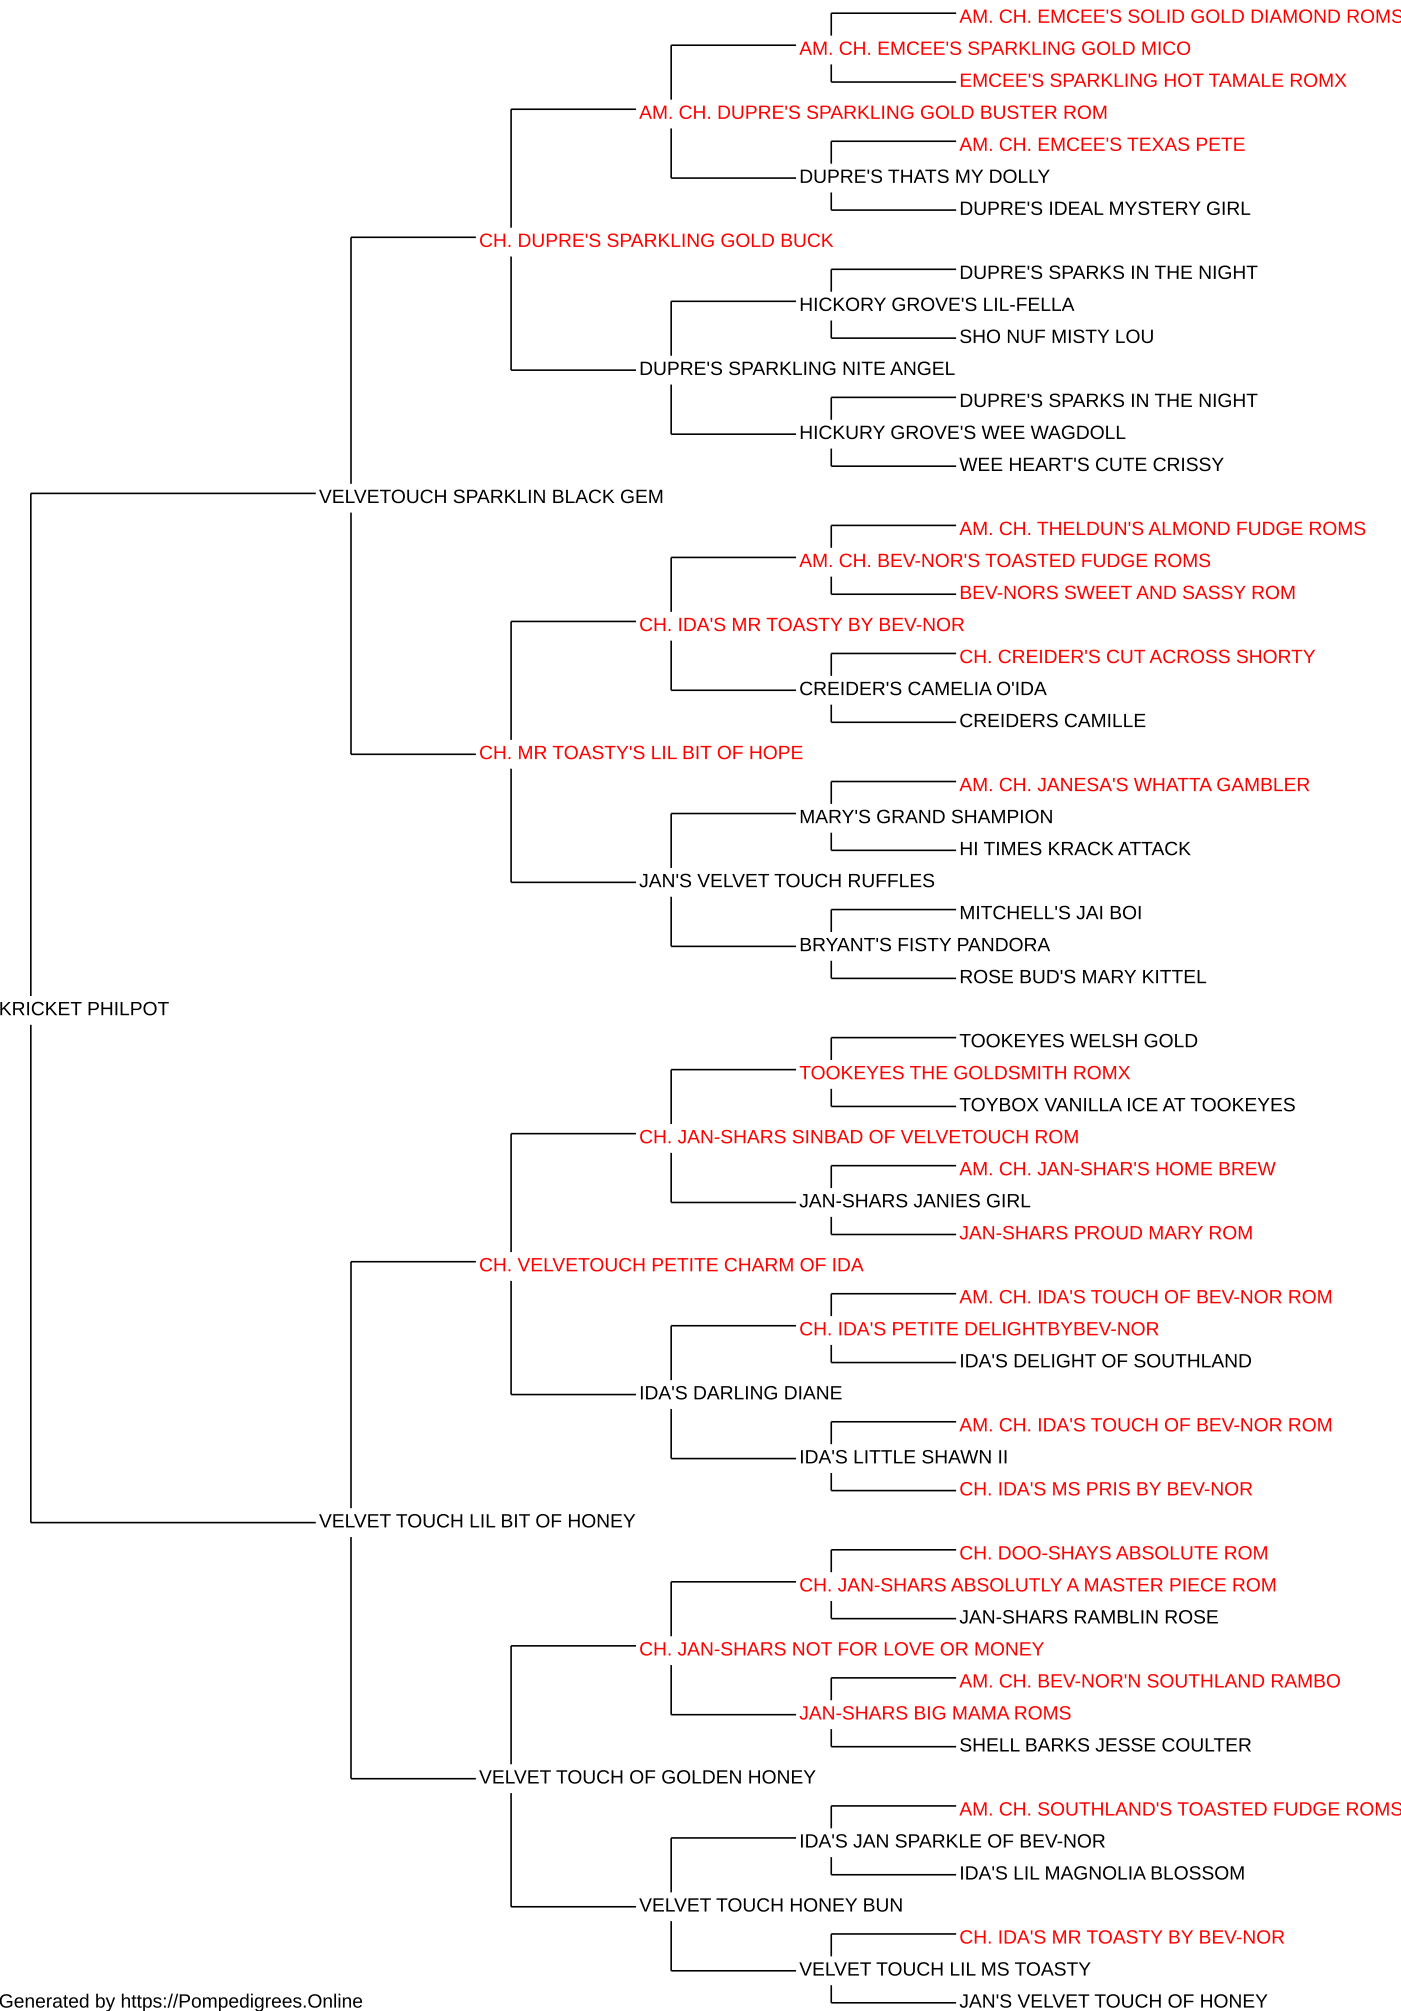 AM. CH. EMCEE'S SOLID GOLD DIAMOND ROMS
AM. CH. EMCEE'S SPARKLING GOLD MICO
EMCEE'S SPARKLING HOT TAMALE ROMX
AM. CH. DUPRE'S SPARKLING GOLD BUSTER ROM
AM. CH. EMCEE'S TEXAS PETE
DUPRE'S THATS MY DOLLY
DUPRE'S IDEAL MYSTERY GIRL
CH. DUPRE'S SPARKLING GOLD BUCK
DUPRE'S SPARKS IN THE NIGHT
HICKORY GROVE'S LIL-FELLA
SHO NUF MISTY LOU
DUPRE'S SPARKLING NITE ANGEL
DUPRE'S SPARKS IN THE NIGHT
HICKURY GROVE'S WEE WAGDOLL
WEE HEART'S CUTE CRISSY
VELVETOUCH SPARKLIN BLACK GEM
AM. CH. THELDUN'S ALMOND FUDGE ROMS
AM. CH. BEV-NOR'S TOASTED FUDGE ROMS
BEV-NORS SWEET AND SASSY ROM
CH. IDA'S MR TOASTY BY BEV-NOR
CH. CREIDER'S CUT ACROSS SHORTY
CREIDER'S CAMELIA O'IDA
CREIDERS CAMILLE
CH. MR TOASTY'S LIL BIT OF HOPE
AM. CH. JANESA'S WHATTA GAMBLER
MARY'S GRAND SHAMPION
HI TIMES KRACK ATTACK
JAN'S VELVET TOUCH RUFFLES
MITCHELL'S JAI BOI
BRYANT'S FISTY PANDORA
ROSE BUD'S MARY KITTEL
KRICKET PHILPOT
TOOKEYES WELSH GOLD
TOOKEYES THE GOLDSMITH ROMX
TOYBOX VANILLA ICE AT TOOKEYES
CH. JAN-SHARS SINBAD OF VELVETOUCH ROM
AM. CH. JAN-SHAR'S HOME BREW
JAN-SHARS JANIES GIRL
JAN-SHARS PROUD MARY ROM
CH. VELVETOUCH PETITE CHARM OF IDA
AM. CH. IDA'S TOUCH OF BEV-NOR ROM
CH. IDA'S PETITE DELIGHTBYBEV-NOR
IDA'S DELIGHT OF SOUTHLAND
IDA'S DARLING DIANE
AM. CH. IDA'S TOUCH OF BEV-NOR ROM
IDA'S LITTLE SHAWN II
CH. IDA'S MS PRIS BY BEV-NOR
VELVET TOUCH LIL BIT OF HONEY
CH. DOO-SHAYS ABSOLUTE ROM
CH. JAN-SHARS ABSOLUTLY A MASTER PIECE ROM
JAN-SHARS RAMBLIN ROSE
CH. JAN-SHARS NOT FOR LOVE OR MONEY
AM. CH. BEV-NOR'N SOUTHLAND RAMBO
JAN-SHARS BIG MAMA ROMS
SHELL BARKS JESSE COULTER
VELVET TOUCH OF GOLDEN HONEY
AM. CH. SOUTHLAND'S TOASTED FUDGE ROMS
IDA'S JAN SPARKLE OF BEV-NOR
IDA'S LIL MAGNOLIA BLOSSOM
VELVET TOUCH HONEY BUN
CH. IDA'S MR TOASTY BY BEV-NOR
VELVET TOUCH LIL MS TOASTY
JAN'S VELVET TOUCH OF HONEY
Generated by https://Pompedigrees.Online